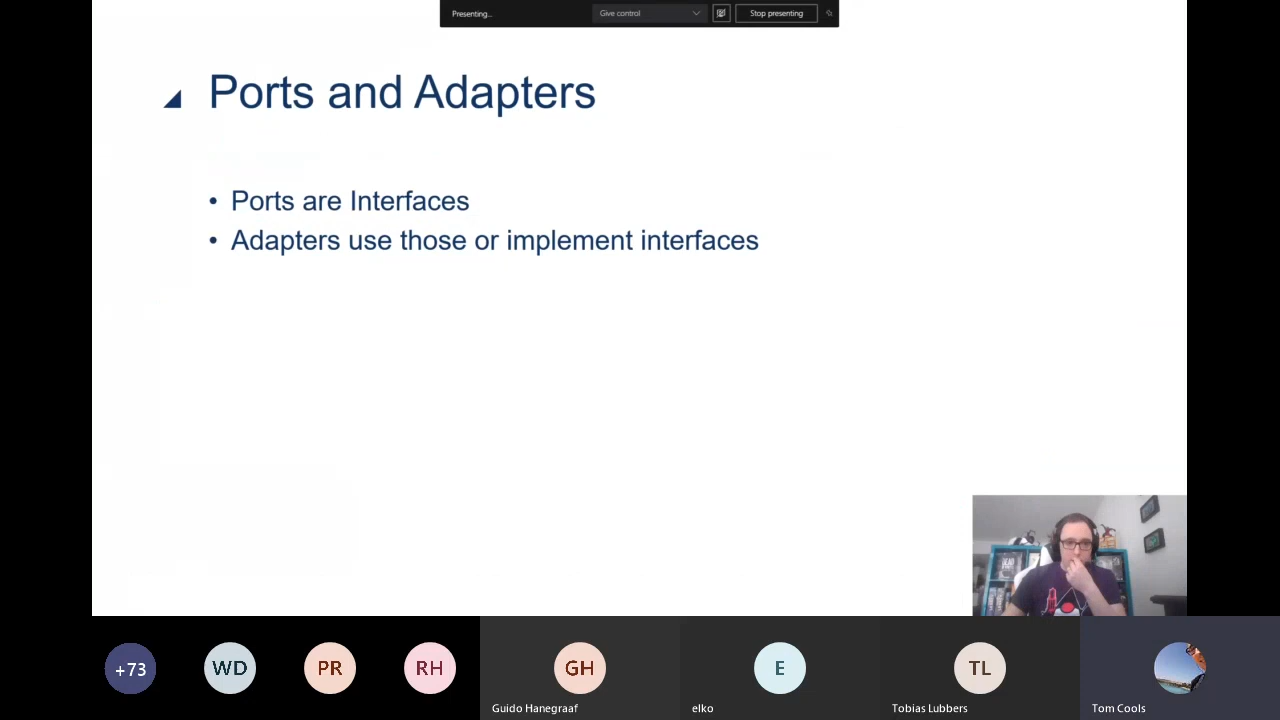 Presenting...
Give control
Stop presenting
Ports and Adapters
• Ports are Interfaces
• Adapters use those or implement interfaces
+73
WD
PR
RH
GH
E
TL
Guido Hanegraaf
elko
Tobias Lubbers
Tom Cools